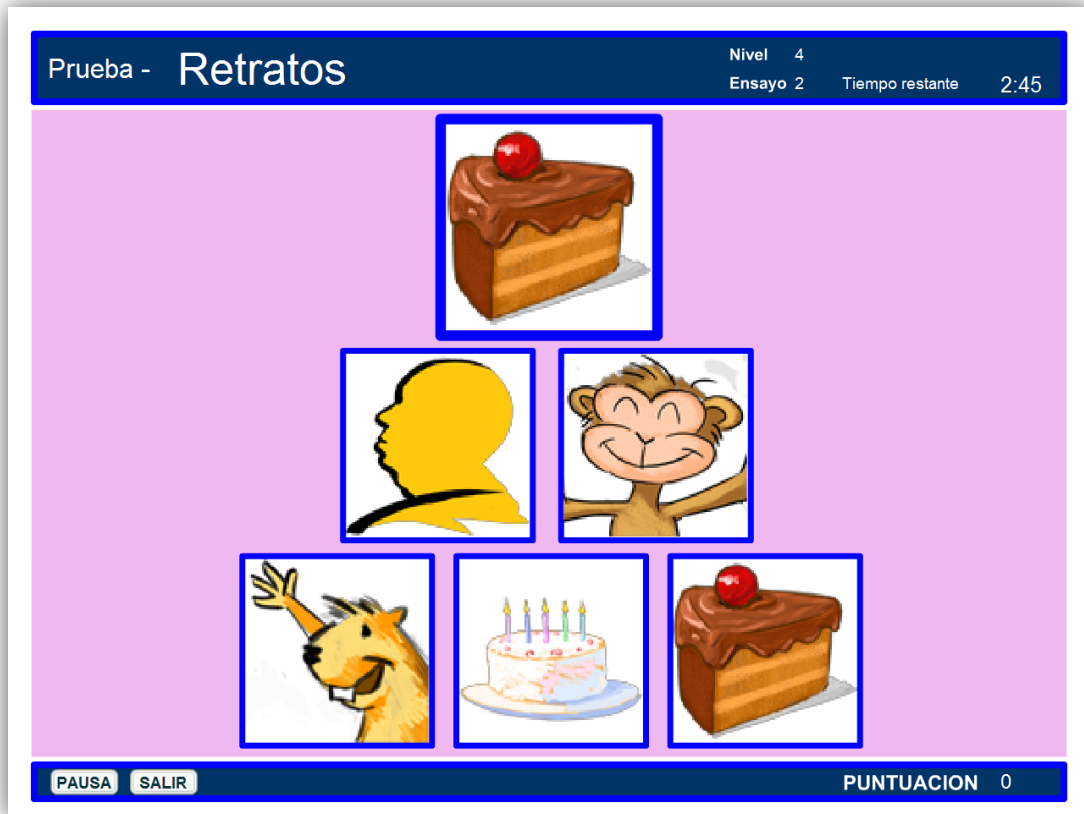 Prueba - Retratos
Nivel 4
Ensayo 2 Tiempo restante 2:45
PAUSA SALIR PUNTUACION 0